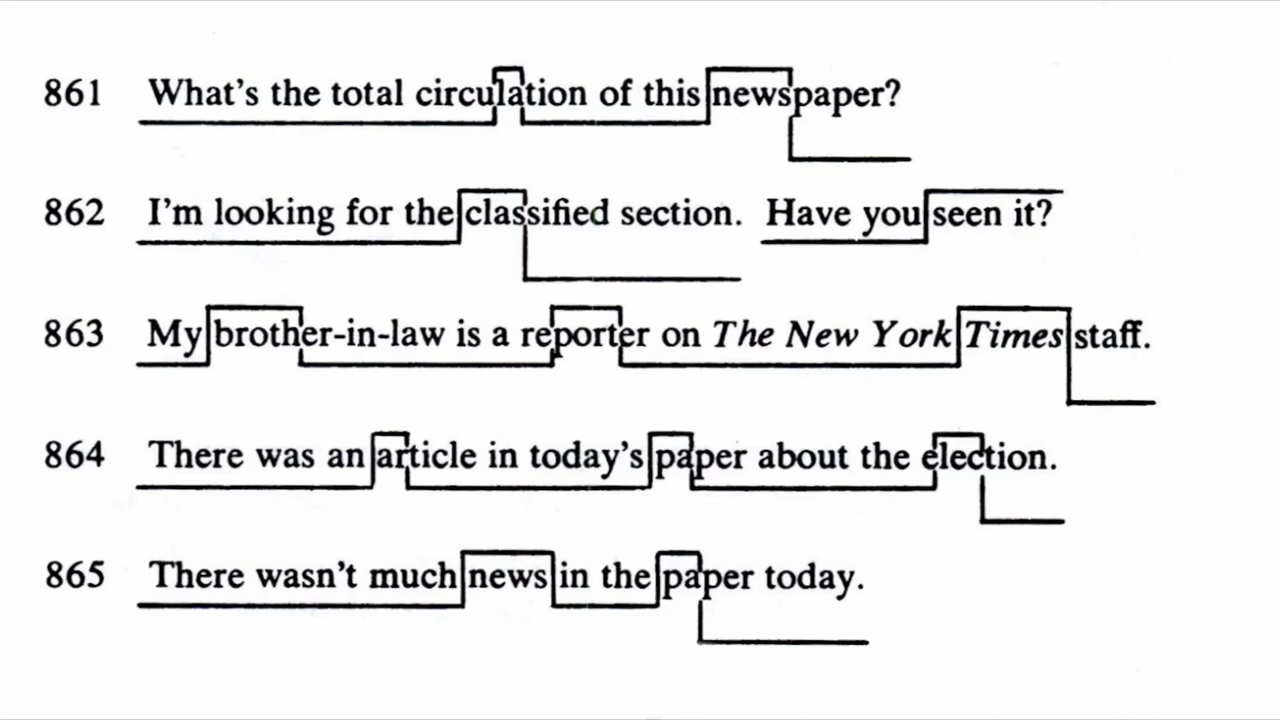 861 What's the total circulation of this newspaper?
862 I'm looking for the classified section. Have you seen it?
863 My brother-in-law is a reporter on The New York Times staff.
864 There was an article in today's paper about the election.
865 There wasn't much news in the paper today.